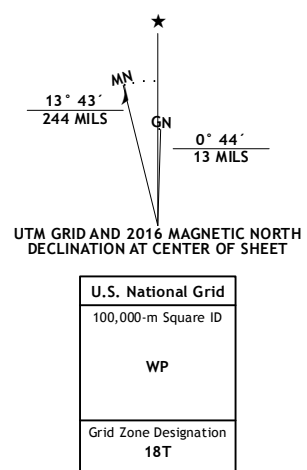 ★
MN
GN
13° 43´
244 MILS
0° 44´
13 MILS
UTM GRID AND 2016 MAGNETIC NORTH
DECLINATION AT CENTER OF SHEET
U.S. National Grid
100,000-m Square ID
WP
Grid Zone Designation
18T